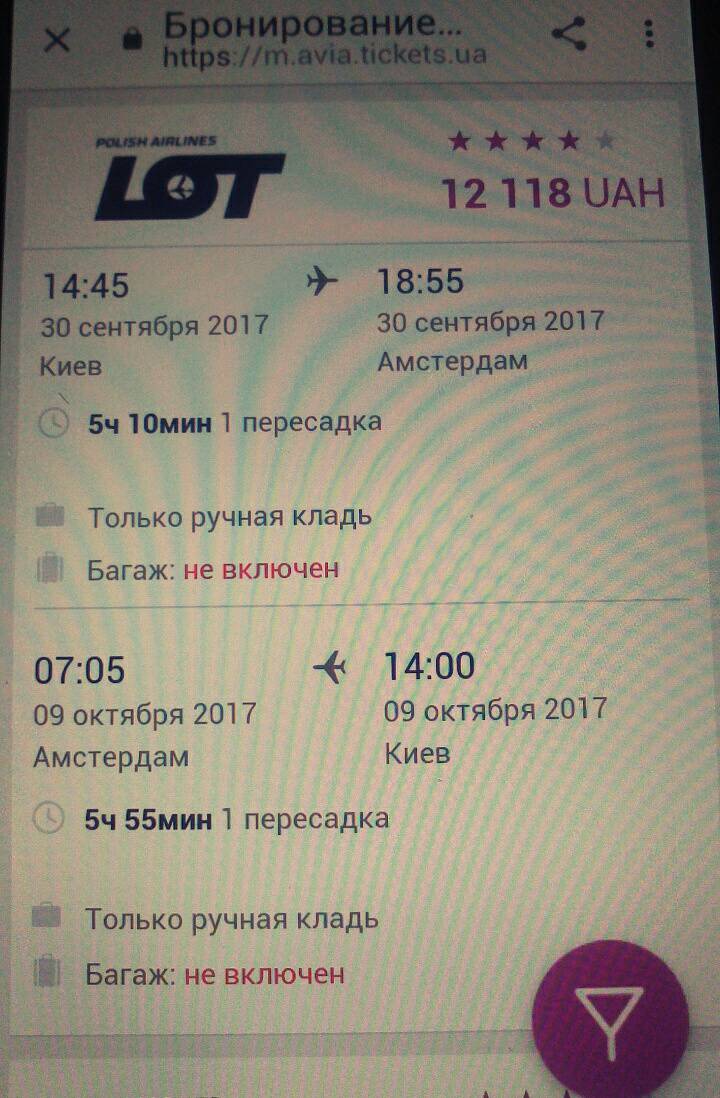 Бронирование...
https://m.avia.tickets.ua
POLISH AIRLINES
LOT
12 118 UAH
14:45
18:55
30 сентября 2017
30 сентября 2017
Киев
Амстердам
5ч 10мин 1 пересадка
Только ручная кладь
Багаж: не включен
07:05
14:00
09 октября 2017
09 октября 2017
Амстердам
Киев
5ч 55мин 1 пересадка
Только ручная кладь
Багаж: не включен